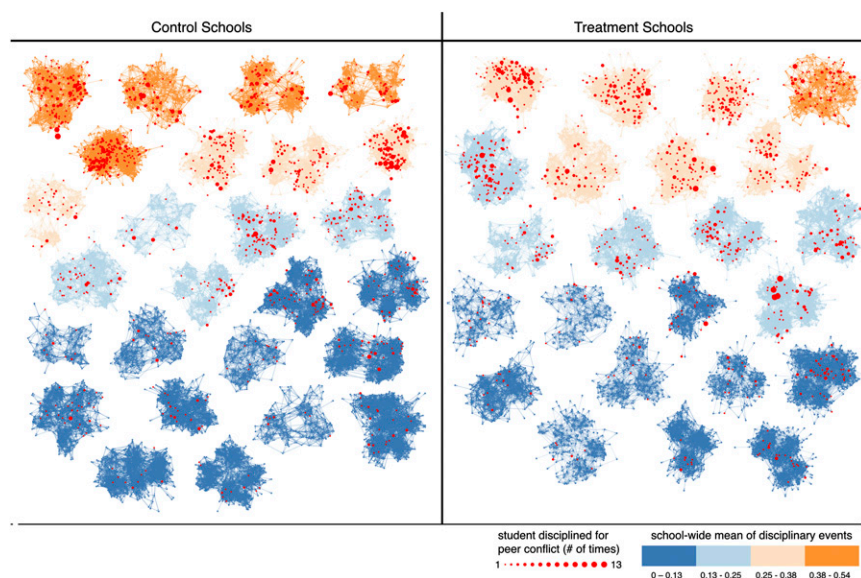 Control Schools
Treatment Schools
student disciplined for
peer conflict (# of times)
1
13
school-wide mean of disciplinary events
0 – 0.13
0.13 - 0.25
0.25 - 0.38
0.38 - 0.54